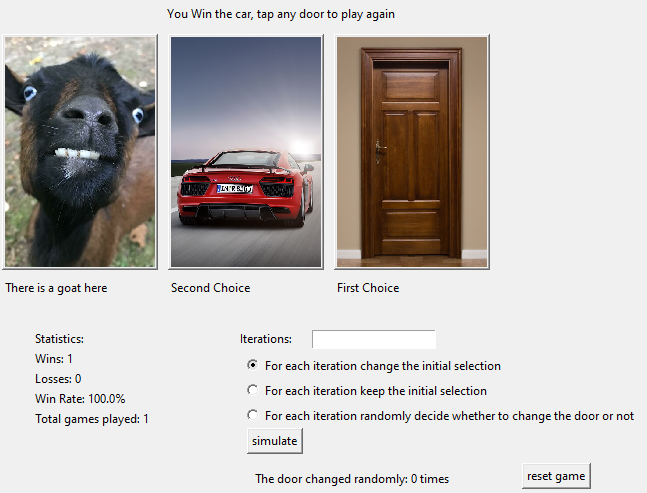 You Win the car, tap any door to play again
There is a goat here
Second Choice
First Choice
Statistics:
Wins: 1
Losses: 0
Win Rate: 100.0%
Total games played: 1
Iterations:
For each iteration change the initial selection
For each iteration keep the initial selection
For each iteration randomly decide whether to change the door or not
simulate
The door changed randomly: 0 times
reset game